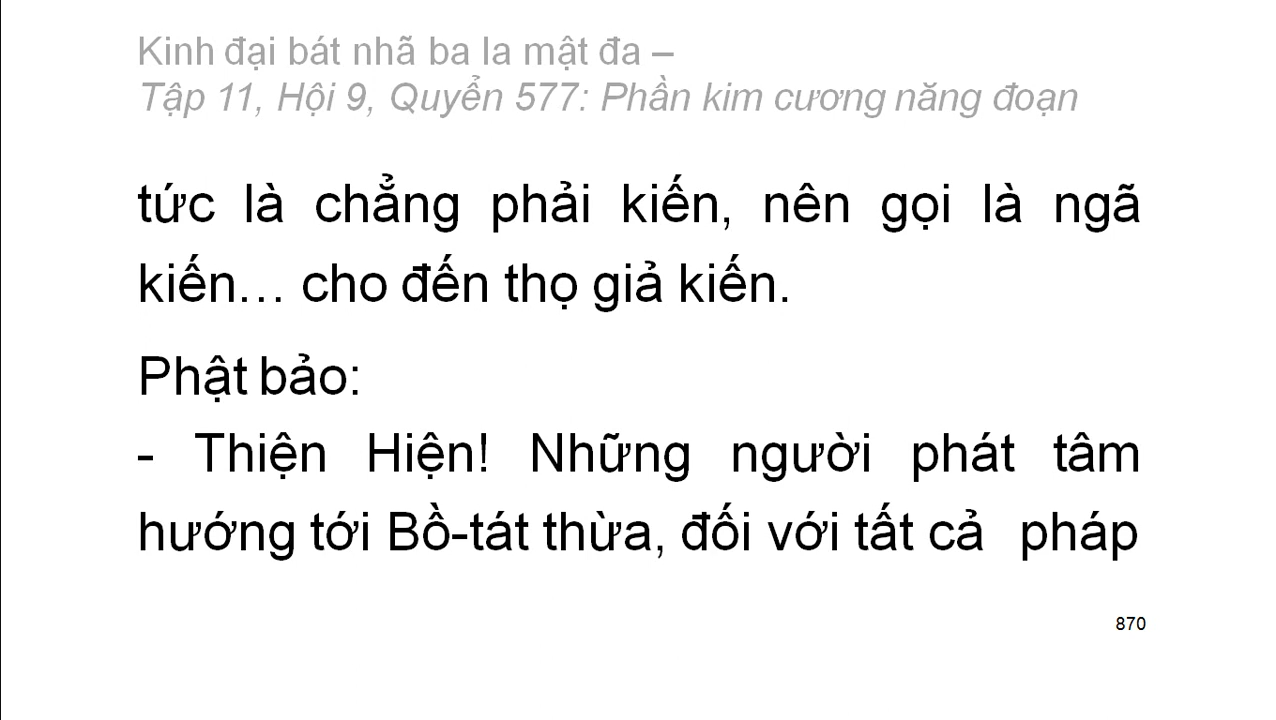 Kinh đại bát nhã ba la mật đa –
Tập 11, Hội 9, Quyển 577: Phần kim cương năng đoạn
tức là chẳng phải kiến, nên gọi là ngã
kiến… cho đến thọ giả kiến.
Phật bảo:
- Thiện Hiện! Những người phát tâm
hướng tới Bồ-tát thừa, đối với tất cả pháp
870